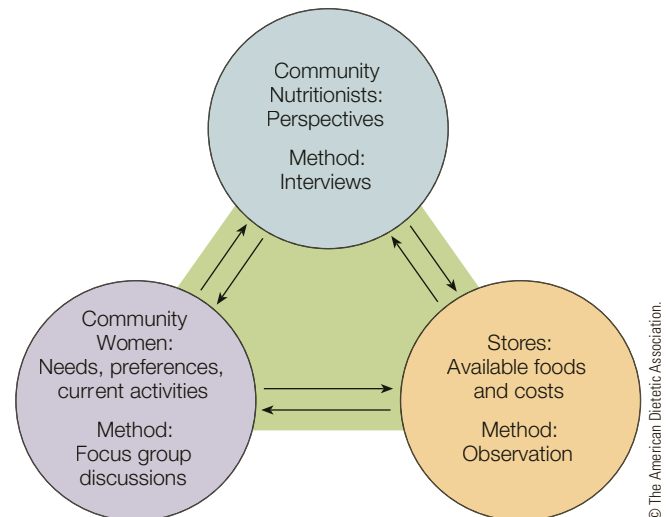 Community
Nutritionists:
Perspectives
Method:
Interviews
Community
Women:
Needs, preferences,
current activities
Method:
Focus group
discussions
Stores:
Available foods
and costs
Method:
Observation
© The American Dietetic Association.